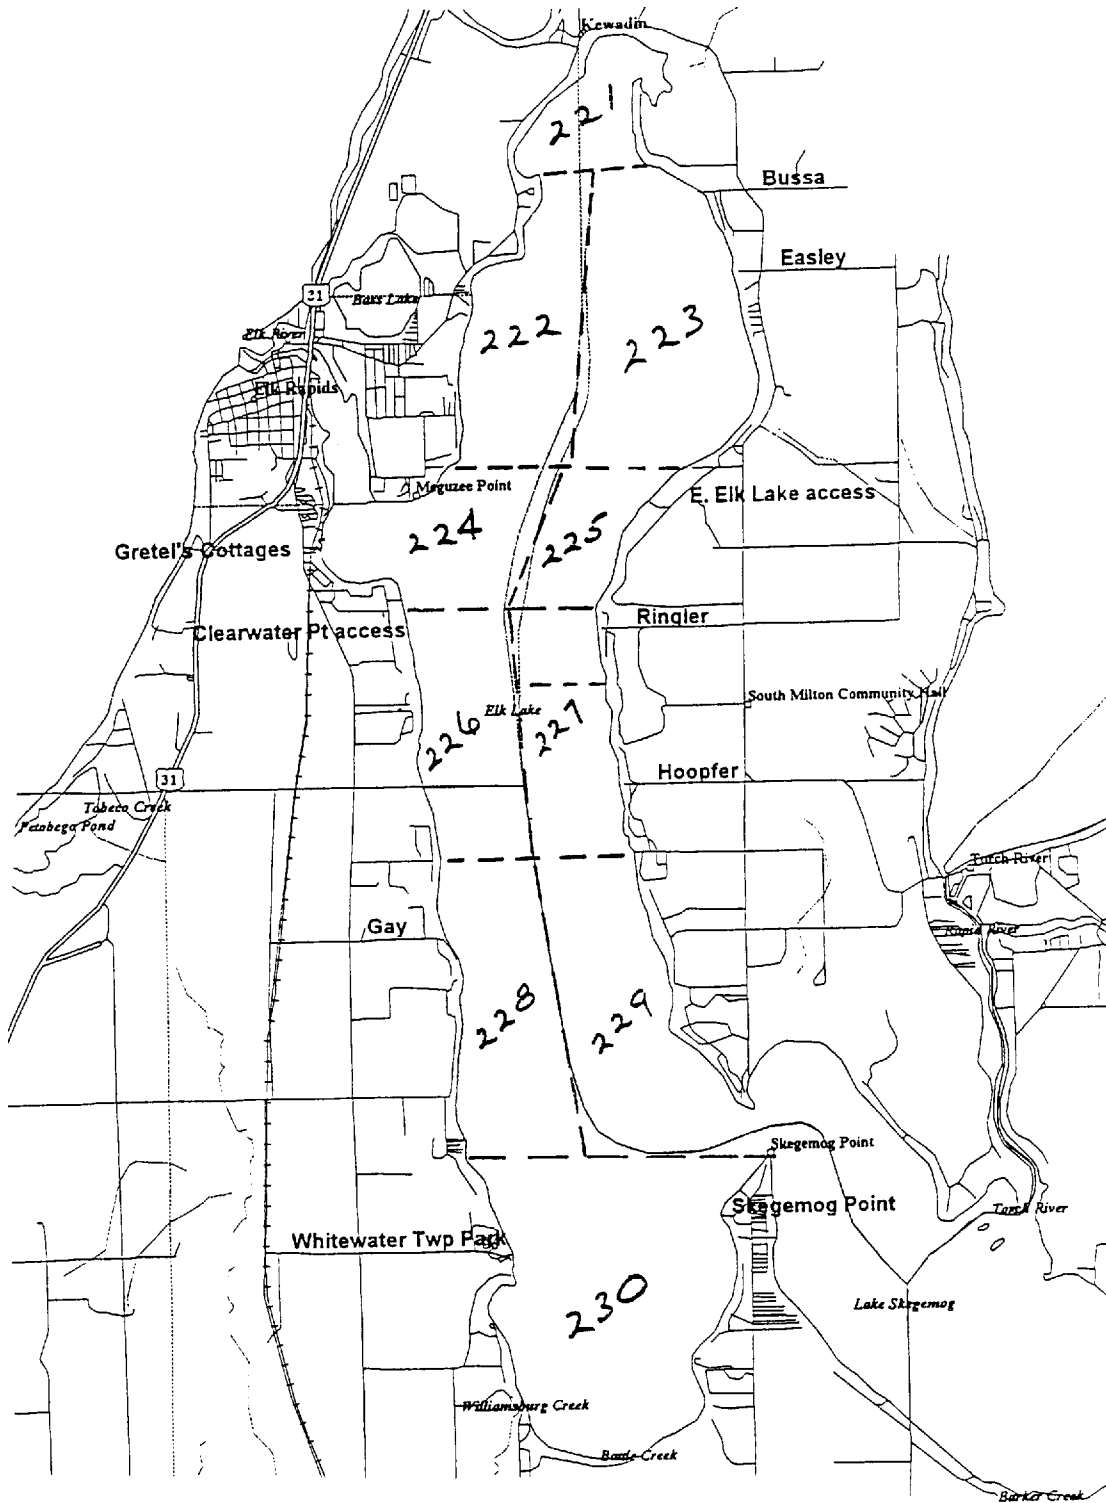 Kewadin
221
Bussa
Easley
31
Bass Lake
Elk River
222
223
Elk Rapids
Meguzee Point
E. Elk Lake access
224
225
Gretel's Cottages
Ringler
Clearwater Pt access
South Milton Community Hall
Elk Lake
226
227
Hoopfer
31
Tobeco Creek
Petobego Pond
Torch River
Gay
Rapid River
228
229
Skegemog Point
Skegemog Point
Torch River
Whitewater Twp Park
230
Lake Skegemog
Williamsburg Creek
Battle Creek
Barker Creek